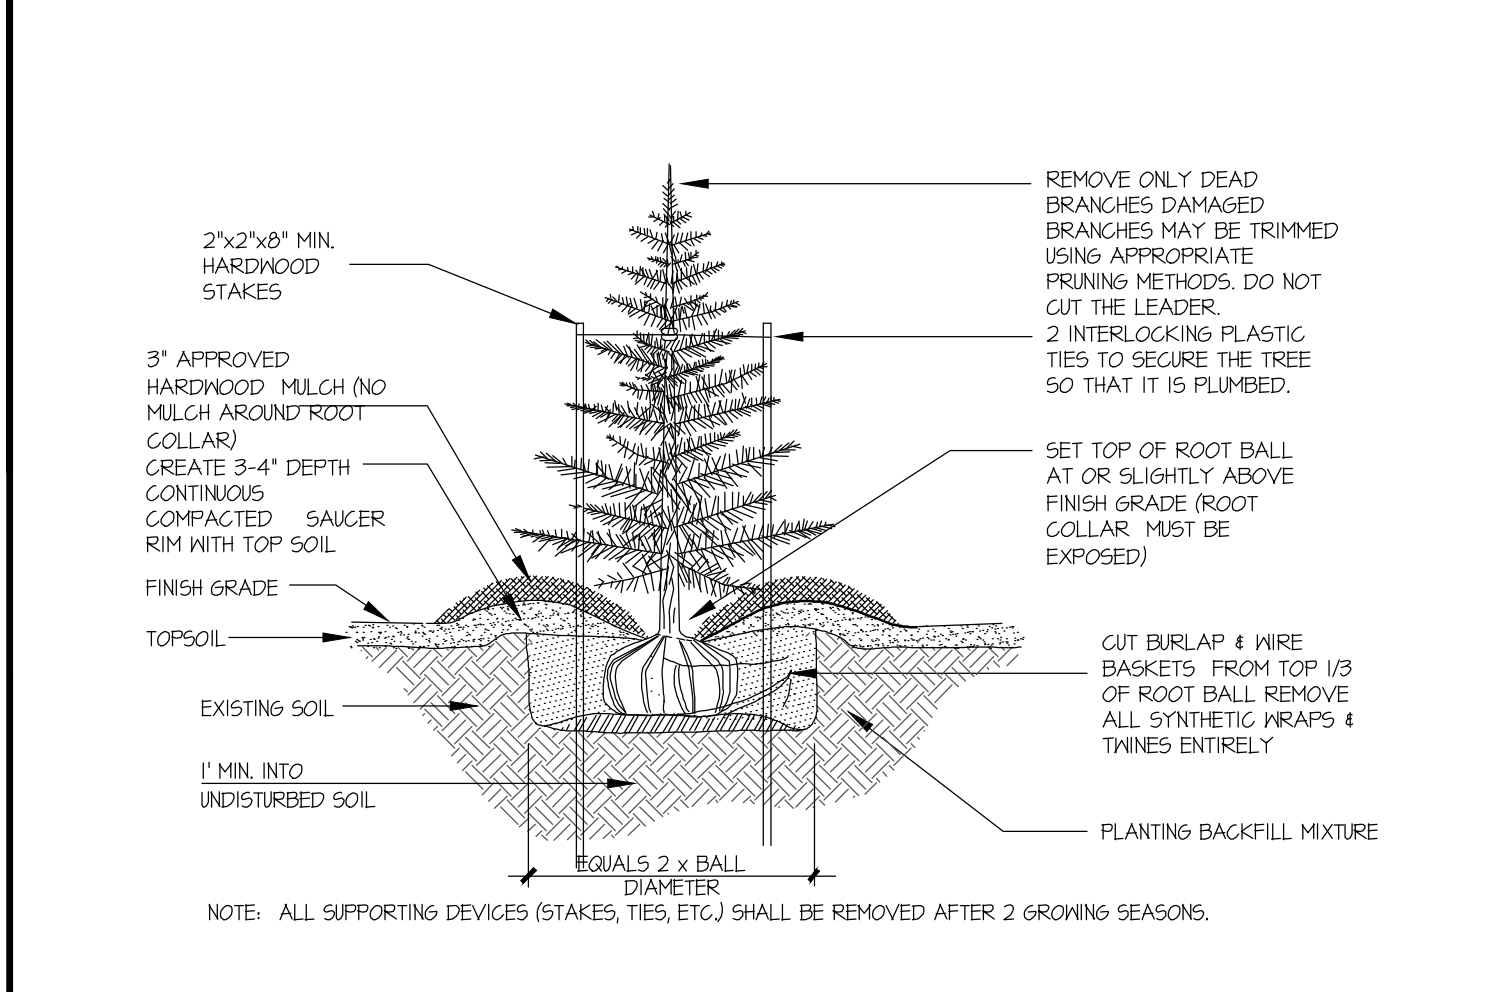 2"x2"x8" MIN.
HARDWOOD
STAKES
3" APPROVED
HARDWOOD MULCH (NO
MULCH AROUND ROOT
COLLAR)
CREATE 3-4" DEPTH
CONTINUOUS
COMPACTED SAUCER
RIM WITH TOP SOIL
FINISH GRADE
TOPSOIL
EXISTING SOIL
1' MIN. INTO
UNDISTURBED SOIL
REMOVE ONLY DEAD
BRANCHES DAMAGED
BRANCHES MAY BE TRIMMED
USING APPROPRIATE
PRUNING METHODS. DO NOT
CUT THE LEADER.
2 INTERLOCKING PLASTIC
TIES TO SECURE THE TREE
SO THAT IT IS PLUMBED.
SET TOP OF ROOT BALL
AT OR SLIGHTLY ABOVE
FINISH GRADE (ROOT
COLLAR MUST BE
EXPOSED)
CUT BURLAP & WIRE
BASKETS FROM TOP 1/3
OF ROOT BALL REMOVE
ALL SYNTHETIC WRAPS &
TWINES ENTIRELY
PLANTING BACKFILL MIXTURE
EQUALS 2 x BALL
DIAMETER
NOTE: ALL SUPPORTING DEVICES (STAKES, TIES, ETC.) SHALL BE REMOVED AFTER 2 GROWING SEASONS.